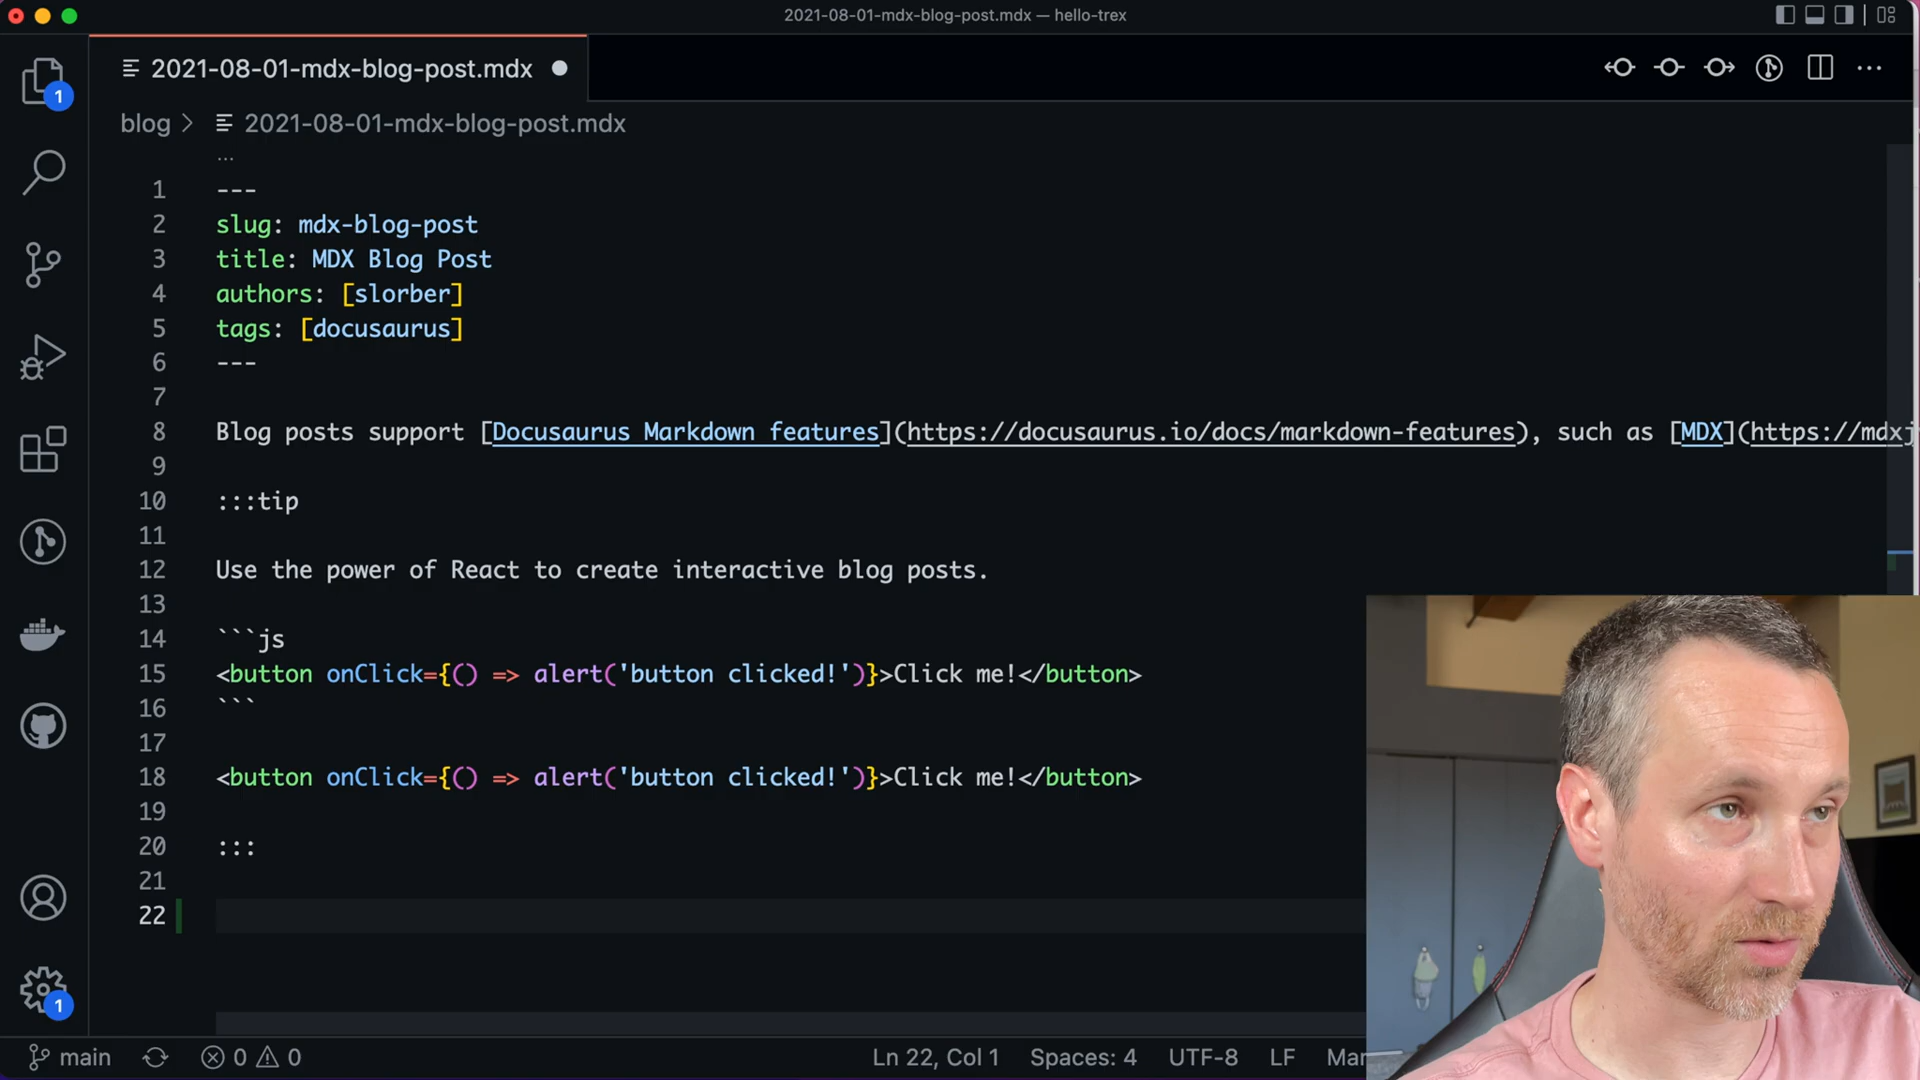 2021-08-01-mdx-blog-post.mdx — hello-trex
2021-08-01-mdx-blog-post.mdx
1
blog > 2021-08-01-mdx-blog-post.mdx
...
1 ---
2 slug: mdx-blog-post
3 title: MDX Blog Post
4 authors: [slorber]
5 tags: [docusaurus]
6 ---
7
8 Blog posts support [Docusaurus Markdown features](https://docusaurus.io/docs/markdown-features), such as [MDX](https://mdxj
9
10 :::tip
11
12 Use the power of React to create interactive blog posts.
13
14 ```js
15 <button onClick={() => alert('button clicked!')}>Click me!</button>
16 ```
17
18 <button onClick={() => alert('button clicked!')}>Click me!</button>
19
20 :::
21
22
1
main 0 0 Ln 22, Col 1 Spaces: 4 UTF-8 LF Mar